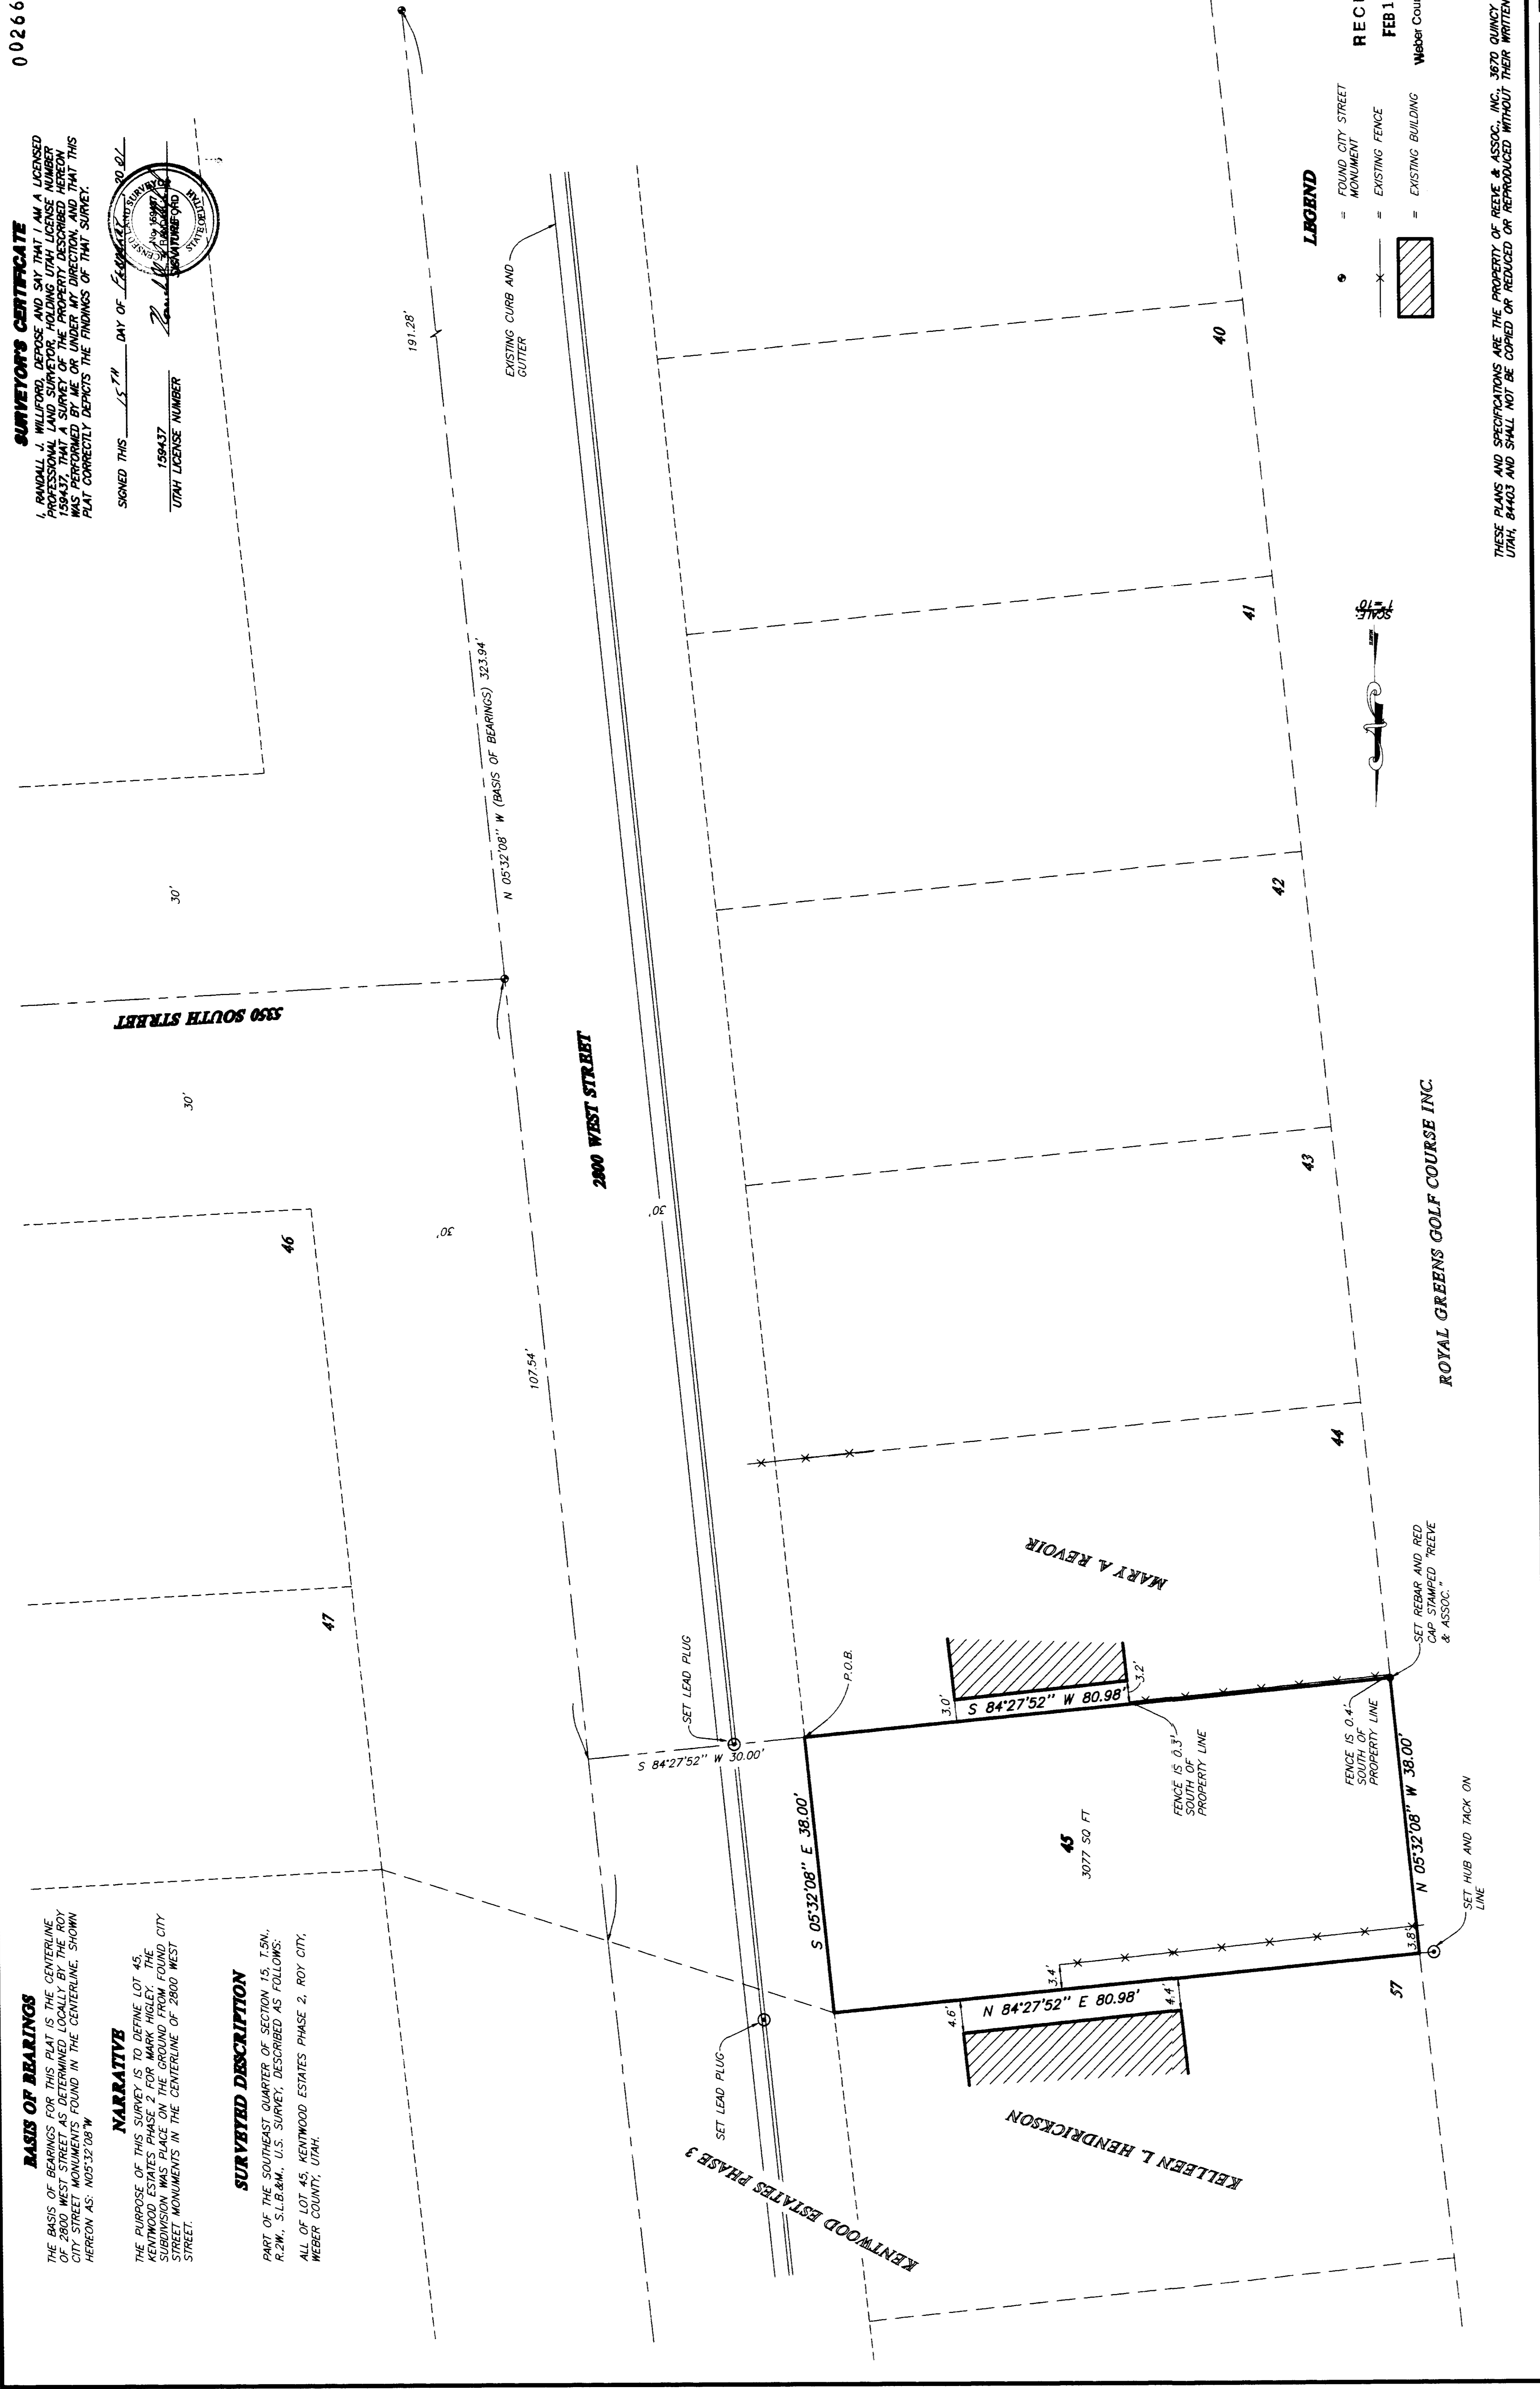 00266
SURVEYOR'S CERTIFICATE
I, RANDALL J. WILLIFORD, DEPOSE AND SAY THAT I AM A LICENSED
PROFESSIONAL LAND SURVEYOR, HOLDING UTAH LICENSE NUMBER
159437, THAT A SURVEY OF THE PROPERTY DESCRIBED HEREON
WAS PERFORMED BY ME OR UNDER MY DIRECTION, AND THAT THIS
PLAT CORRECTLY DEPICTS THE FINDINGS OF THAT SURVEY.
SIGNED THIS 15TH DAY OF FEBRUARY, 2001
159437
UTAH LICENSE NUMBER
SIGNATURE
STATE OF UTAH
BASIS OF BEARINGS
THE BASIS OF BEARINGS FOR THIS PLAT IS THE CENTERLINE
OF 2800 WEST STREET AS DETERMINED LOCALLY BY THE ROY
CITY STREET MONUMENTS FOUND IN THE CENTERLINE, SHOWN
HEREON AS: N05°32'08"W
NARRATIVE
THE PURPOSE OF THIS SURVEY IS TO DEFINE LOT 45,
KENTWOOD ESTATES PHASE 2 FOR MARK HIGLEY. THE
SUBDIVISION WAS PLACE ON THE GROUND FROM FOUND CITY
STREET MONUMENTS IN THE CENTERLINE OF 2800 WEST
STREET.
SURVEYED DESCRIPTION
PART OF THE SOUTHEAST QUARTER OF SECTION 15, T.5N.,
R.2W., S.L.B.&M., U.S. SURVEY, DESCRIBED AS FOLLOWS:
ALL OF LOT 45, KENTWOOD ESTATES PHASE 2, ROY CITY,
WEBER COUNTY, UTAH.
5350 SOUTH STREET
30'
30'
46
47
191.28'
N 05°32'08" W (BASIS OF BEARINGS) 323.94'
107.54'
EXISTING CURB AND
GUTTER
2800 WEST STREET
30'
30'
SET LEAD PLUG
S 84°27'52" W 30.00'
P.O.B.
SET LEAD PLUG
KENTWOOD ESTATES PHASE 3
S 05°32'08" E 38.00'
3.0'
S 84°27'52" W 80.98'
3.2'
FENCE IS 0.3'
SOUTH OF
PROPERTY LINE
FENCE IS 0.4'
SOUTH OF
PROPERTY LINE
45
3077 SQ FT
4.6'
3.4'
N 84°27'52" E 80.98'
4.4'
3.8'
N 05°32'08" W 38.00'
SET HUB AND TACK ON
LINE
SET REBAR AND RED
CAP STAMPED "REEVE
& ASSOC."
57
KELLEEN L. HENDRICKSON
MARY A. REVOIR
44
43
42
41
40
ROYAL GREENS GOLF COURSE INC.
SCALE:
1"=10'
LEGEND
= FOUND CITY STREET
MONUMENT
= EXISTING FENCE
= EXISTING BUILDING
RECE
FEB 1
Weber Cour
THESE PLANS AND SPECIFICATIONS ARE THE PROPERTY OF REEVE & ASSOC., INC., 3670 QUINCY
UTAH, 84403 AND SHALL NOT BE COPIED OR REDUCED OR REPRODUCED WITHOUT THEIR WRITTEN